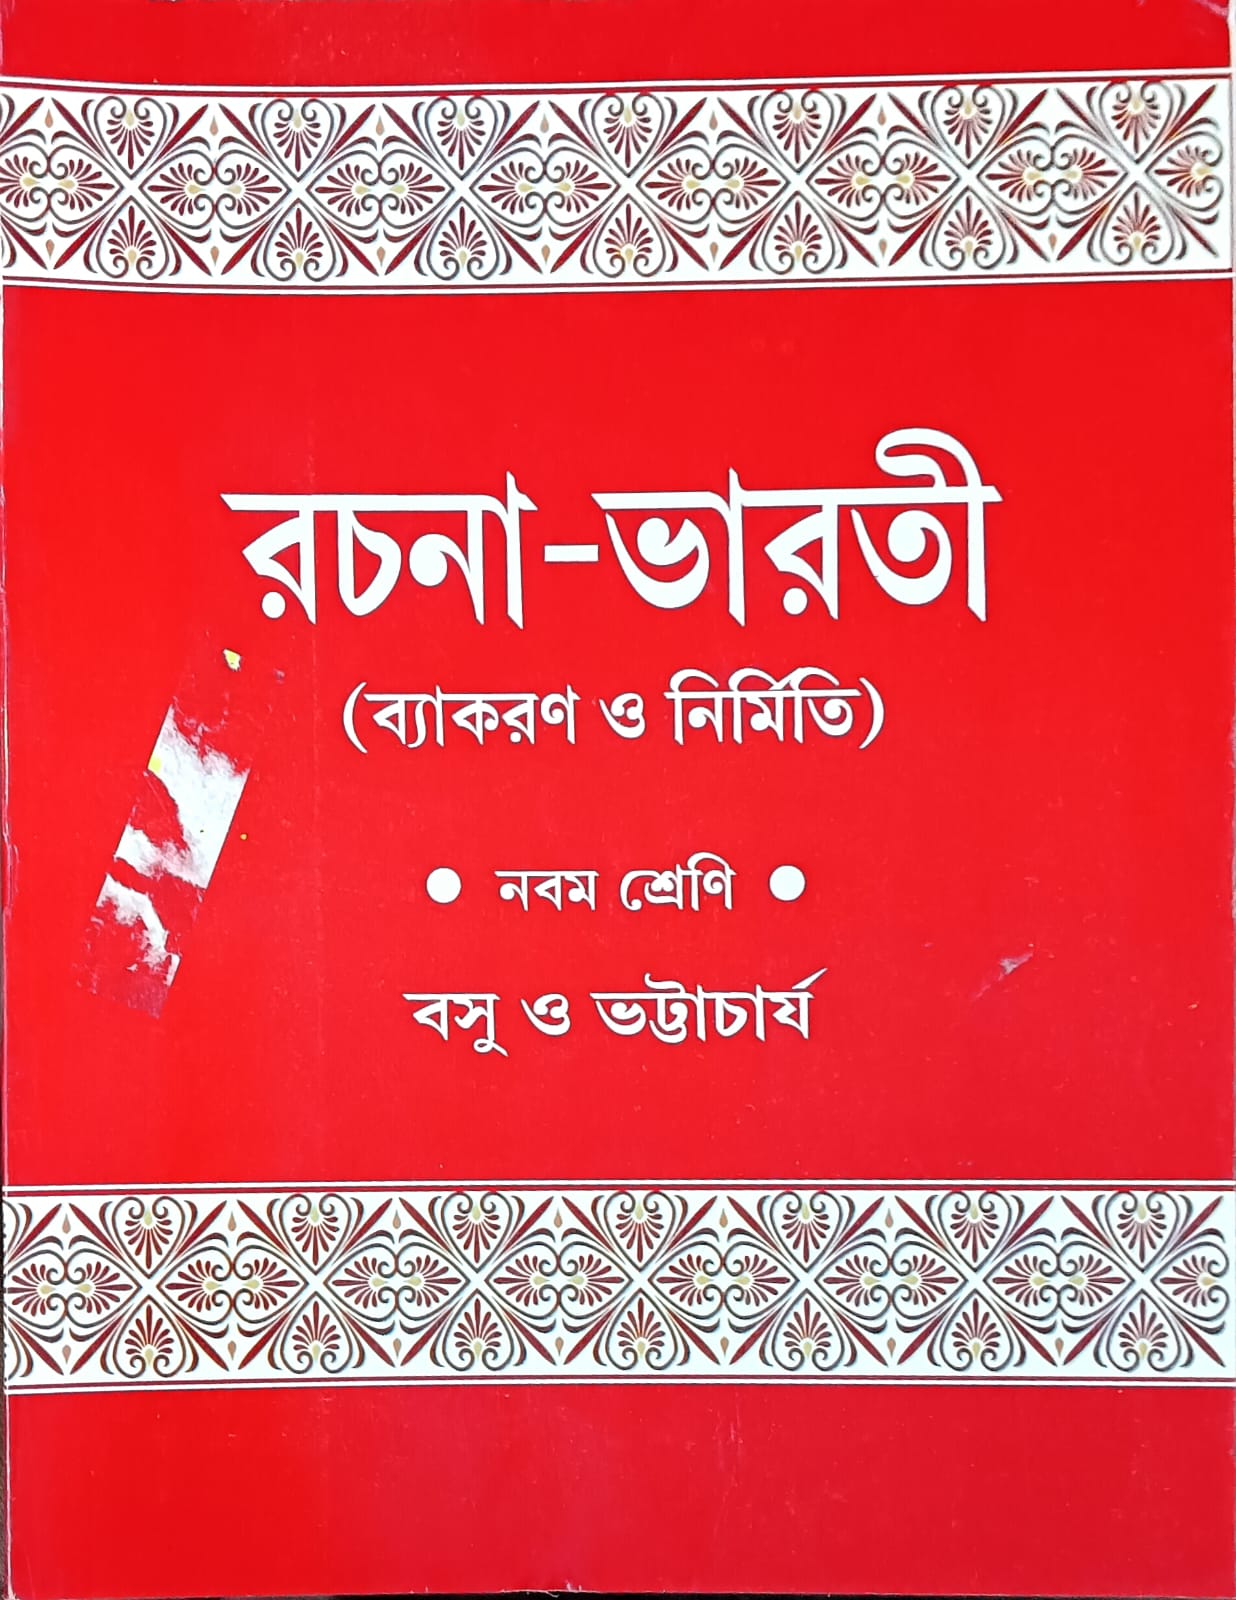 রচনা-ভারতী
(ব্যাকরণ ও নির্মিতি)
• নবম শ্রেণি •
বসু ও ভট্টাচার্য